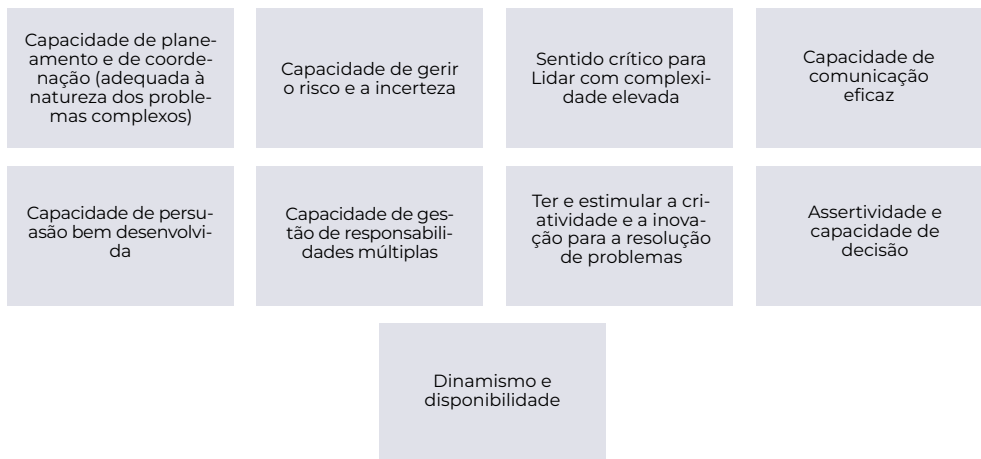 Capacidade de plane-
amento e de coorde-
nação (adequada à
natureza dos proble-
mas complexos)
Capacidade de gerir
o risco e a incerteza
Sentido crítico para
Lidar com complexi-
dade elevada
Capacidade de
comunicação
eficaz
Capacidade de persu-
asão bem desenvolvi-
da
Capacidade de ges-
tão de responsabili-
dades múltiplas
Ter e estimular a cri-
atividade e a inova-
ção para a resolução
de problemas
Assertividade e
capacidade de
decisão
Dinamismo e
disponibilidade